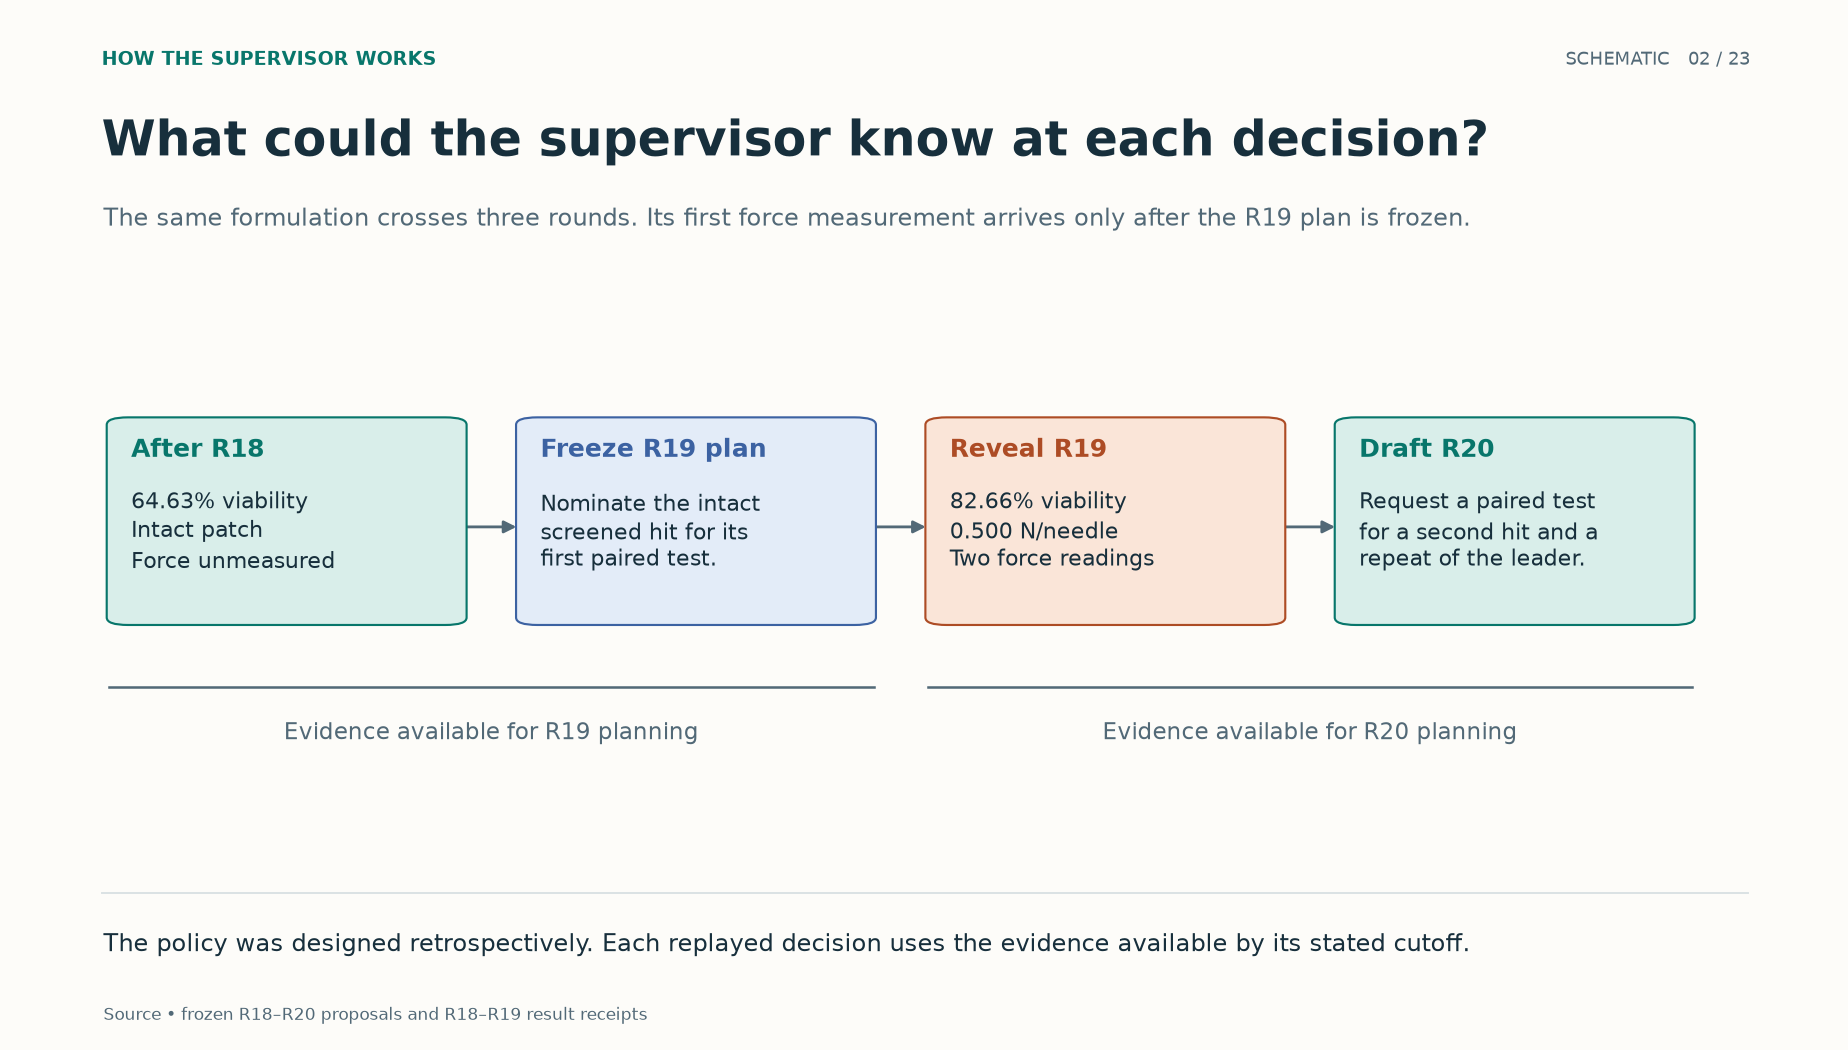 HOW THE SUPERVISOR WORKS
SCHEMATIC 02 / 23
What could the supervisor know at each decision?
The same formulation crosses three rounds. Its first force measurement arrives only after the R19 plan is frozen.
After R18
64.63% viability
Intact patch
Force unmeasured
Freeze R19 plan
Nominate the intact
screened hit for its
first paired test.
Reveal R19
82.66% viability
0.500 N/needle
Two force readings
Draft R20
Request a paired test
for a second hit and a
repeat of the leader.
Evidence available for R19 planning
Evidence available for R20 planning
The policy was designed retrospectively. Each replayed decision uses the evidence available by its stated cutoff.
Source • frozen R18–R20 proposals and R18–R19 result receipts